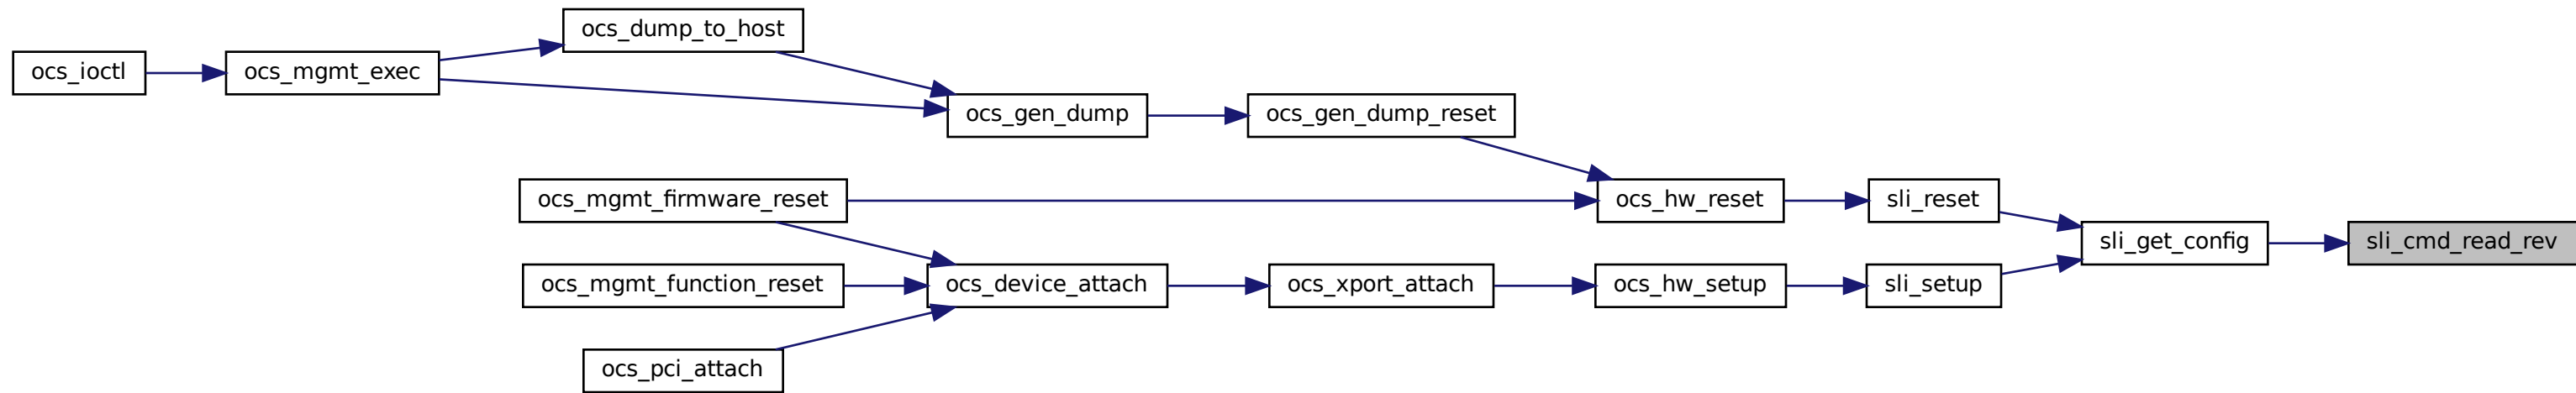 ocs_dump_to_host
ocs_ioctl
ocs_mgmt_exec
ocs_gen_dump
ocs_gen_dump_reset
ocs_mgmt_firmware_reset
ocs_hw_reset
sli_reset
sli_get_config
sli_cmd_read_rev
ocs_mgmt_function_reset
ocs_device_attach
ocs_xport_attach
ocs_hw_setup
sli_setup
ocs_pci_attach